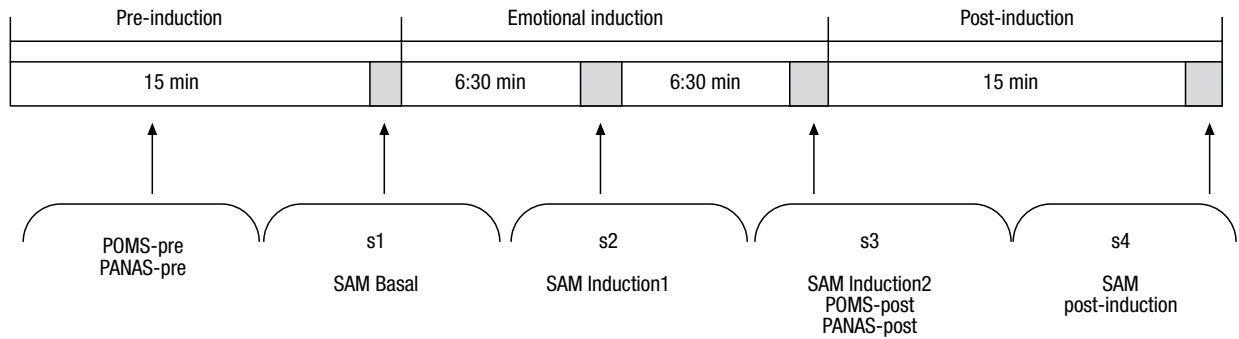 Pre-induction
Emotional induction
Post-induction
15 min
6:30 min
6:30 min
15 min
POMS-pre
PANAS-pre
s1
SAM Basal
s2
SAM Induction1
s3
SAM Induction2
POMS-post
PANAS-post
s4
SAM
post-induction